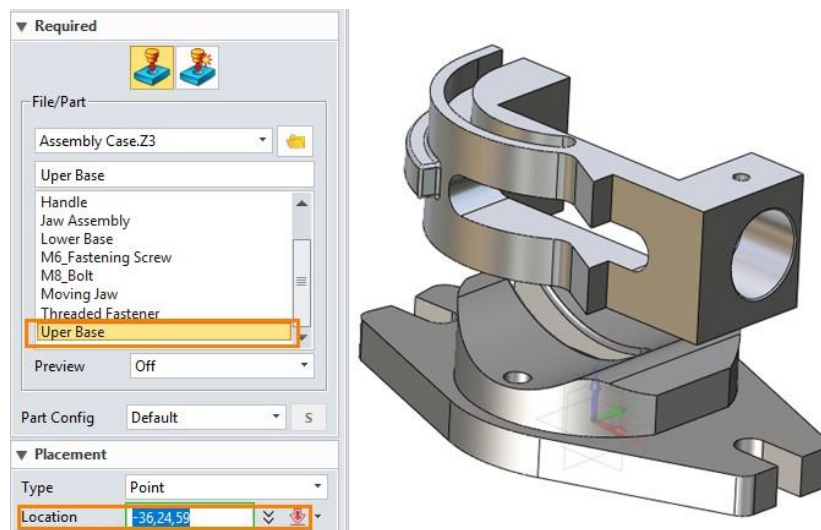 Required
File/Part
Assembly Case.Z3
Uper Base
Handle
Jaw Assembly
Lower Base
M6_Fastening Screw
M8_Bolt
Moving Jaw
Threaded Fastener
Uper Base
Preview Off
Part Config Default S
Placement
Type Point
Location -36,24,59